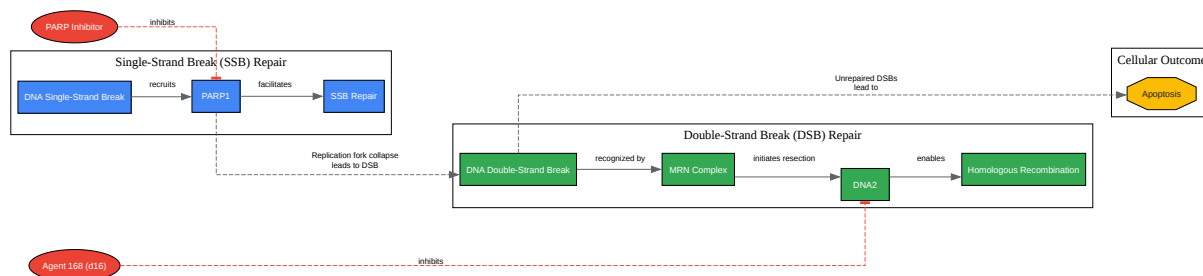 PARP Inhibitor
inhibits
Single-Strand Break (SSB) Repair
DNA Single-Strand Break
recruits
PARP1
facilitates
SSB Repair
Replication fork collapse
leads to DSB
Unrepaired DSBs
lead to
Cellular Outcome
Apoptosis
Double-Strand Break (DSB) Repair
DNA Double-Strand Break
recognized by
MRN Complex
initiates resection
DNA2
enables
Homologous Recombination
Agent 168 (d16)
inhibits